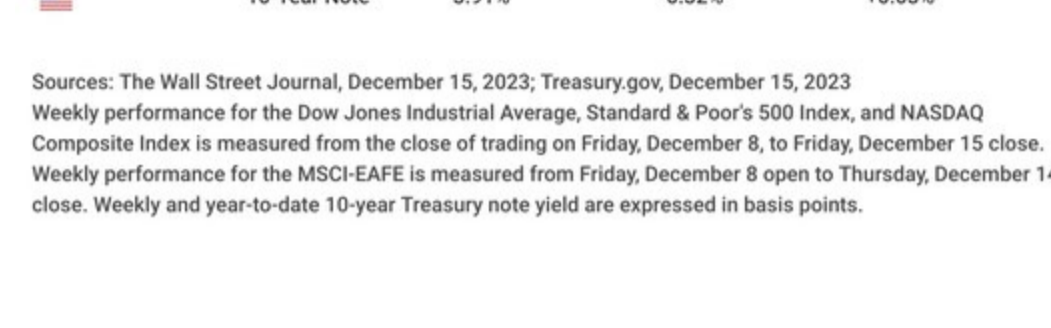 Sources: The Wall Street Journal, December 15, 2023; Treasury.gov, December 15, 2023
Weekly performance for the Dow Jones Industrial Average, Standard & Poor's 500 Index, and NASDAQ
Composite Index is measured from the close of trading on Friday, December 8, to Friday, December 15 close.
Weekly performance for the MSCI-EAFE is measured from Friday, December 8 open to Thursday, December
close. Weekly and year-to-date 10-year Treasury note yield are expressed in basis points.